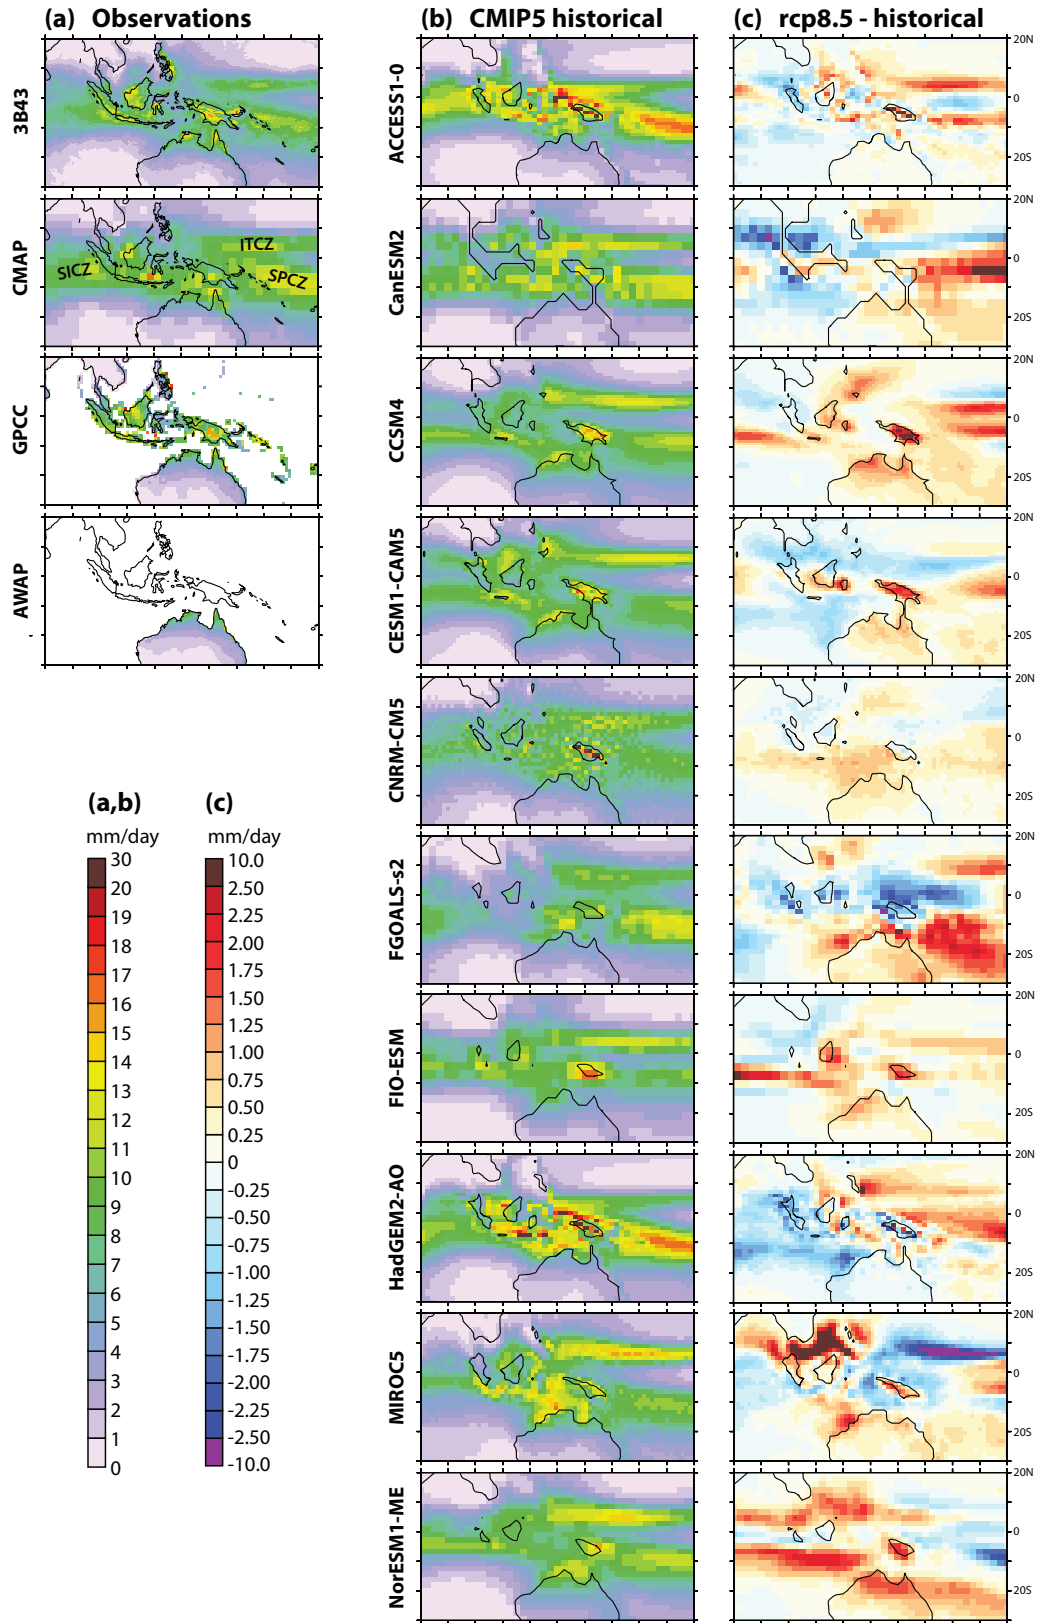 (a) Observations
(b) CMIP5 historical
(c) rcp8.5 - historical
3B43
CMAP
SICZ
ITCZ
SPCZ
GPCC
AWAP
ACCESS1-0
20N
0
20S
CanESM2
20N
0
20S
CCSM4
20N
0
20S
CESM1-CAM5
20N
0
20S
CNRM-CM5
20N
0
20S
FGOALS-s2
20N
0
20S
FIO-ESM
20N
0
20S
HadGEM2-AO
20N
0
20S
MIROC5
20N
0
20S
NorESM1-ME
20N
0
20S
(a,b)
mm/day
30
20
19
18
17
16
15
14
13
12
11
10
9
8
7
6
5
4
3
2
1
0
(c)
mm/day
10.0
2.50
2.25
2.00
1.75
1.50
1.25
1.00
0.75
0.50
0.25
0
-0.25
-0.50
-0.75
-1.00
-1.25
-1.50
-1.75
-2.00
-2.25
-2.50
-10.0